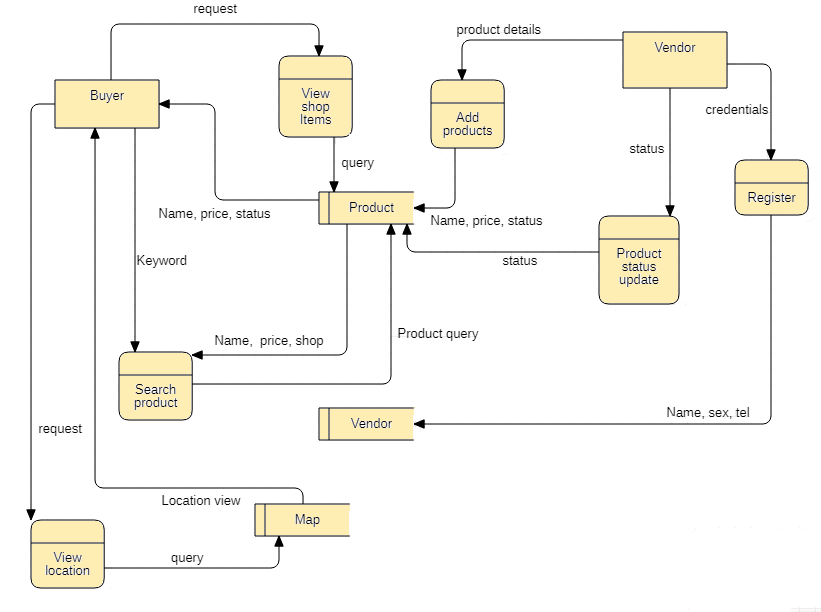 request
product details
Vendor
Buyer
View
shop
Items
Add
products
credentials
status
query
Register
Product
Name, price, status
Name, price, status
status
Product
status
update
Keyword
Name,  price, shop
Product query
Search
product
Name, sex, tel
Vendor
request
Location view
Map
View
location
query